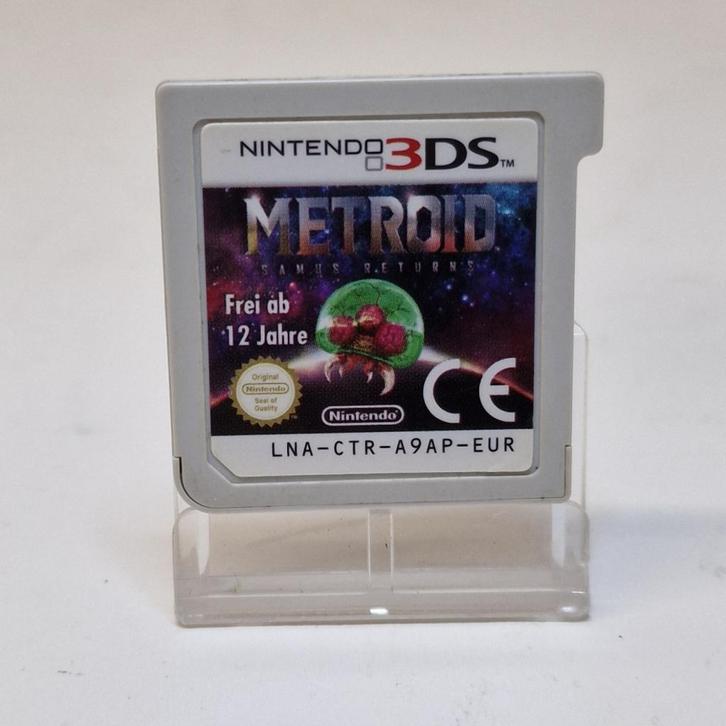 NINTENDO 3DS™
METROID
SAMUS RETURNS
Frei ab
12 Jahre
Original
Nintendo
Seal of
Quality
™
Nintendo
CE
LNA-CTR-A9AP-EUR